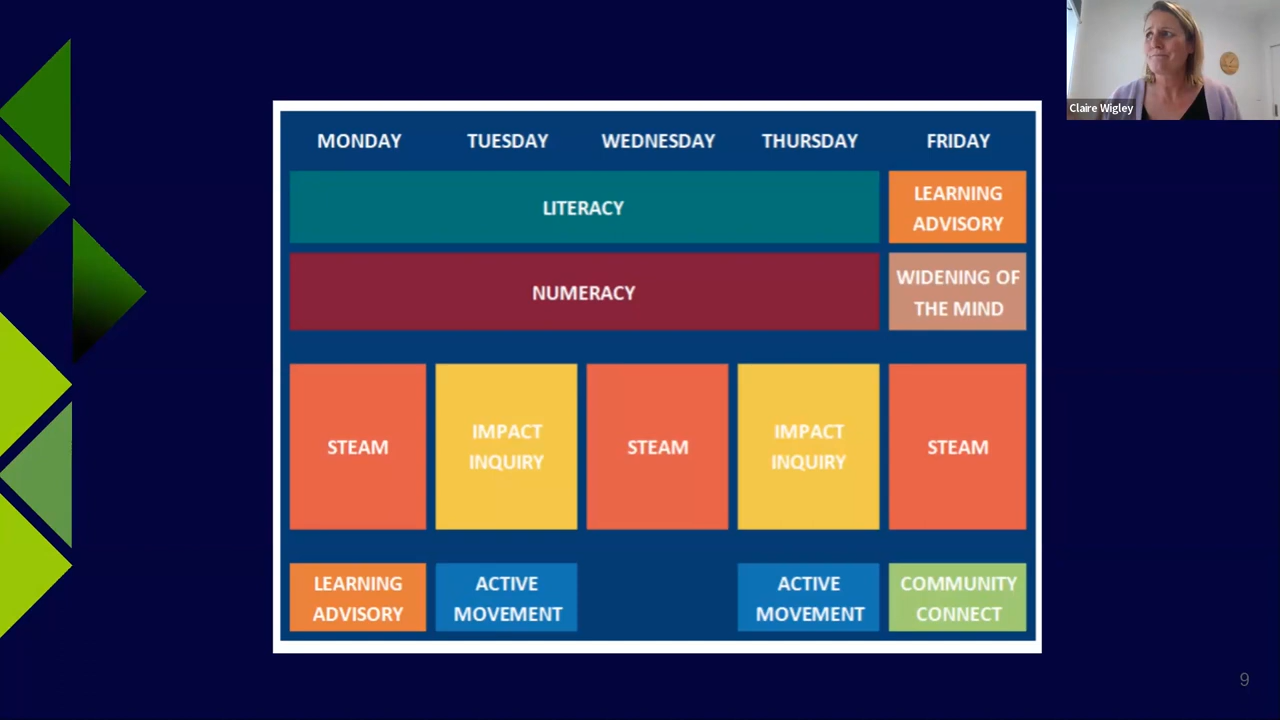 Claire Wigley
MONDAY TUESDAY WEDNESDAY THURSDAY FRIDAY
LITERACY
LEARNING
ADVISORY
NUMERACY
WIDENING OF
THE MIND
STEAM
IMPACT
INQUIRY
STEAM
IMPACT
INQUIRY
STEAM
LEARNING
ADVISORY
ACTIVE
MOVEMENT
ACTIVE
MOVEMENT
COMMUNITY
CONNECT
9